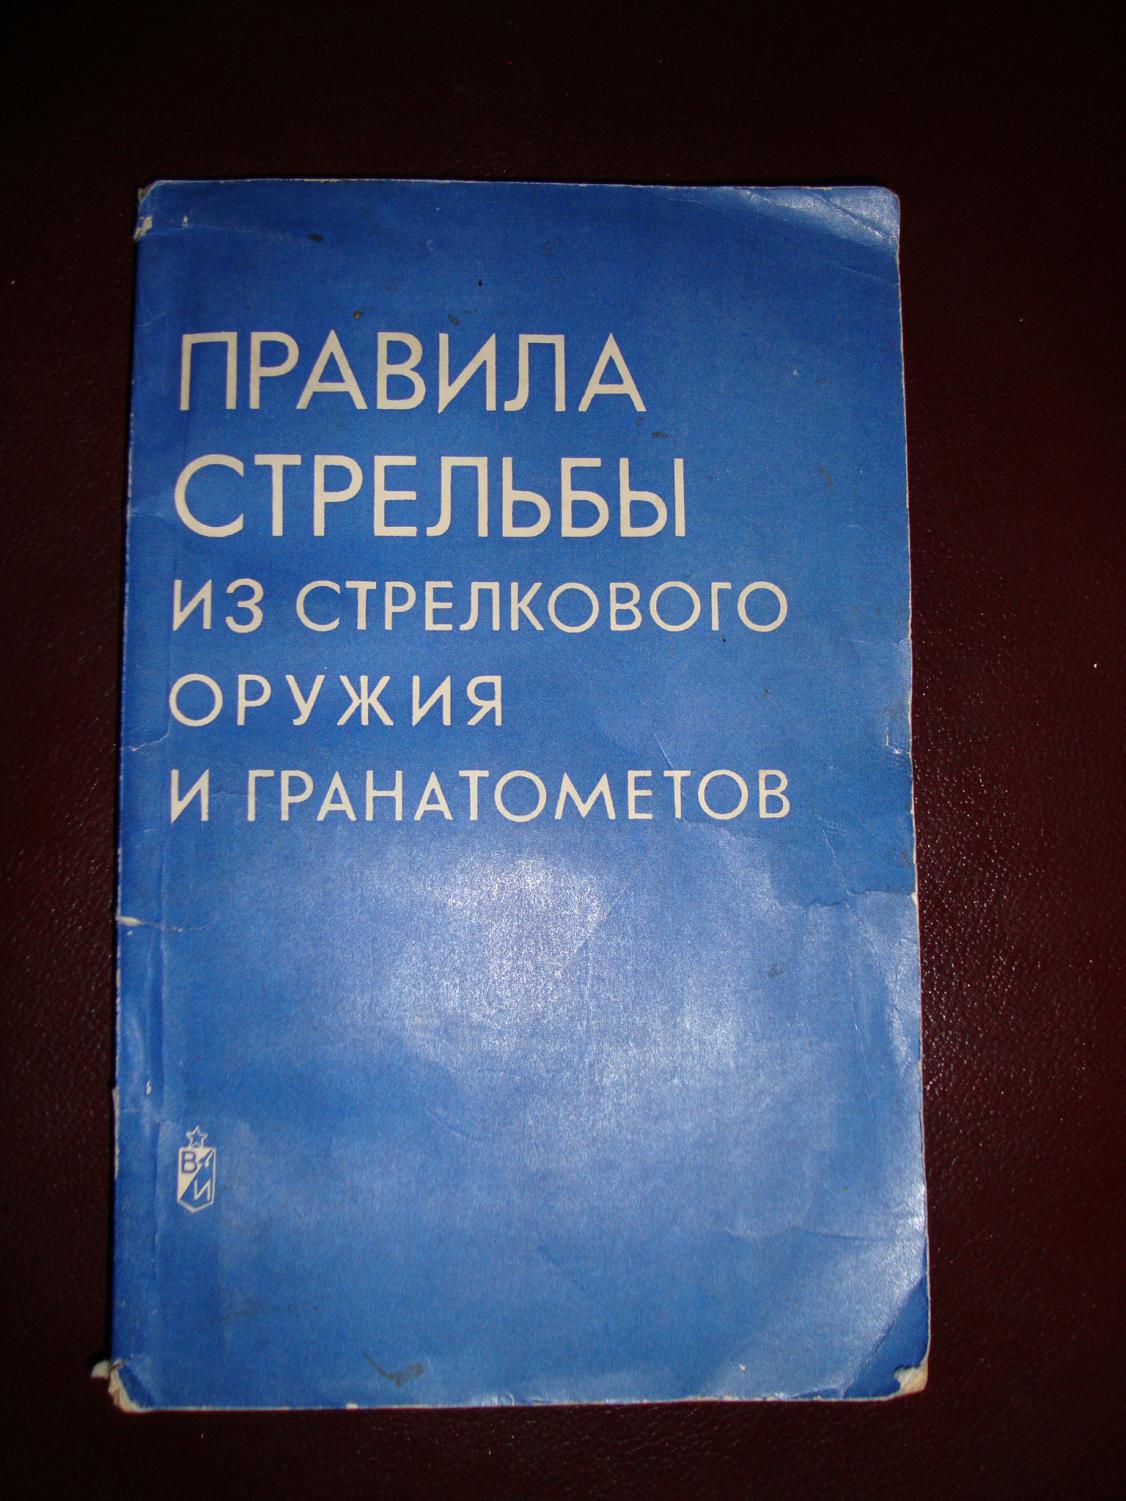 ПРАВИЛА
СТРЕЛЬБЫ
ИЗ СТРЕЛКОВОГО
ОРУЖИЯ
И ГРАНАТОМЕТОВ
В
И